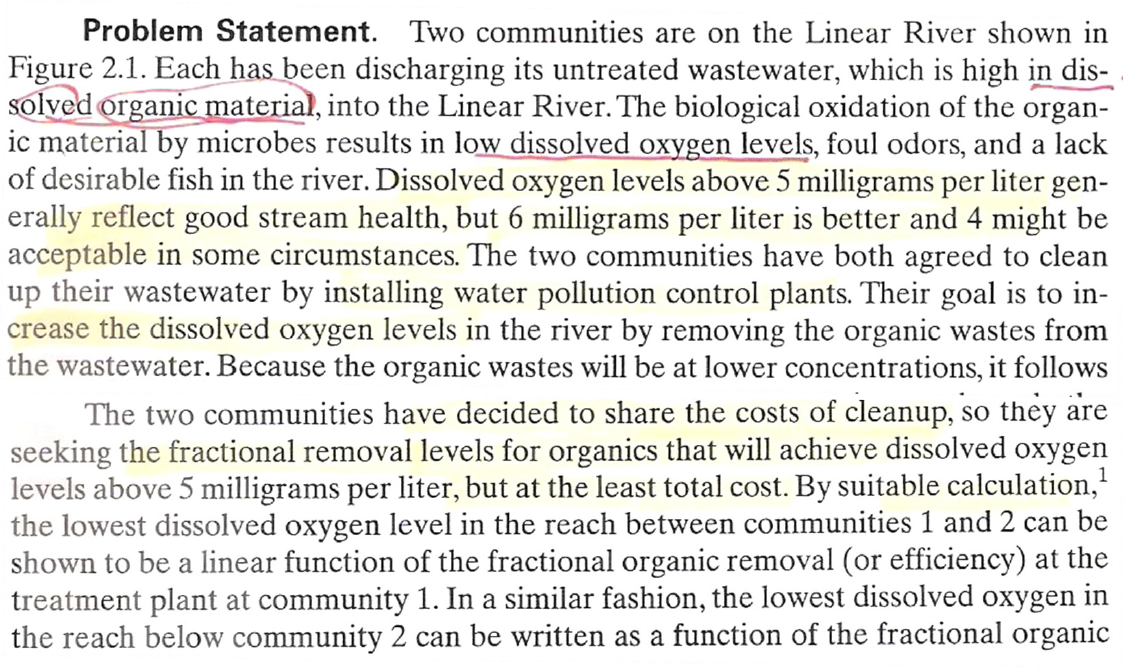 Problem Statement. Two communities are on the Linear River shown in
Figure 2.1. Each has been discharging its untreated wastewater, which is high in dis-
solved organic material, into the Linear River. The biological oxidation of the organ-
ic material by microbes results in low dissolved oxygen levels, foul odors, and a lack
of desirable fish in the river. Dissolved oxygen levels above 5 milligrams per liter gen-
erally reflect good stream health, but 6 milligrams per liter is better and 4 might be
acceptable in some circumstances. The two communities have both agreed to clean
up their wastewater by installing water pollution control plants. Their goal is to in-
crease the dissolved oxygen levels in the river by removing the organic wastes from
the wastewater. Because the organic wastes will be at lower concentrations, it follows
The two communities have decided to share the costs of cleanup, so they are
seeking the fractional removal levels for organics that will achieve dissolved oxygen
levels above 5 milligrams per liter, but at the least total cost. By suitable calculation,¹
the lowest dissolved oxygen level in the reach between communities 1 and 2 can be
shown to be a linear function of the fractional organic removal (or efficiency) at the
treatment plant at community 1. In a similar fashion, the lowest dissolved oxygen in
the reach below community 2 can be written as a function of the fractional organic